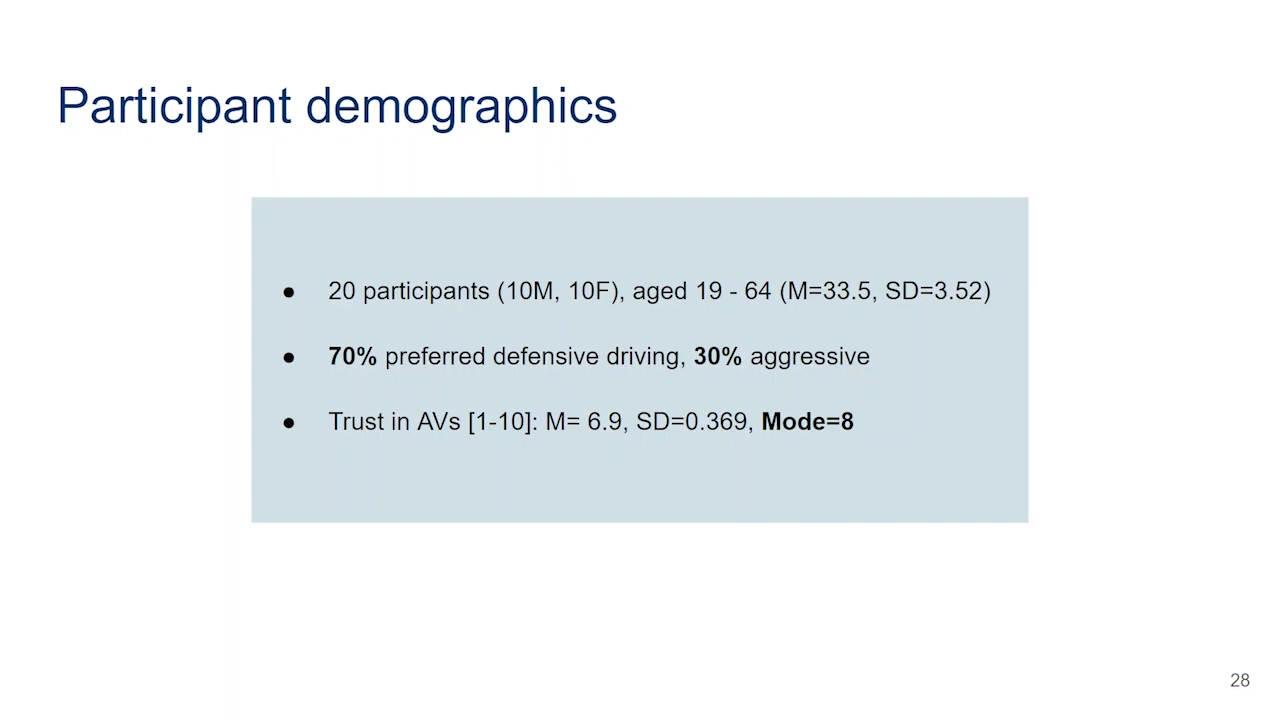 Participant demographics
● 20 participants (10M, 10F), aged 19 - 64 (M=33.5, SD=3.52)
● 70% preferred defensive driving, 30% aggressive
● Trust in AVs [1-10]: M= 6.9, SD=0.369, Mode=8
28